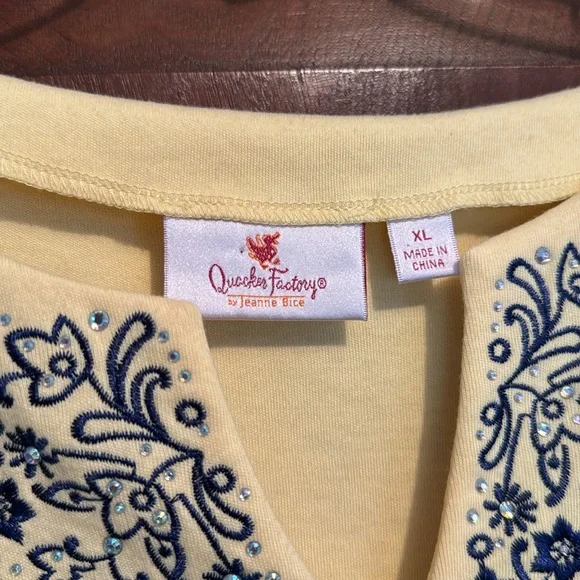 Quacker Factory®
by Jeanne Bice
XL
MADE IN
CHINA